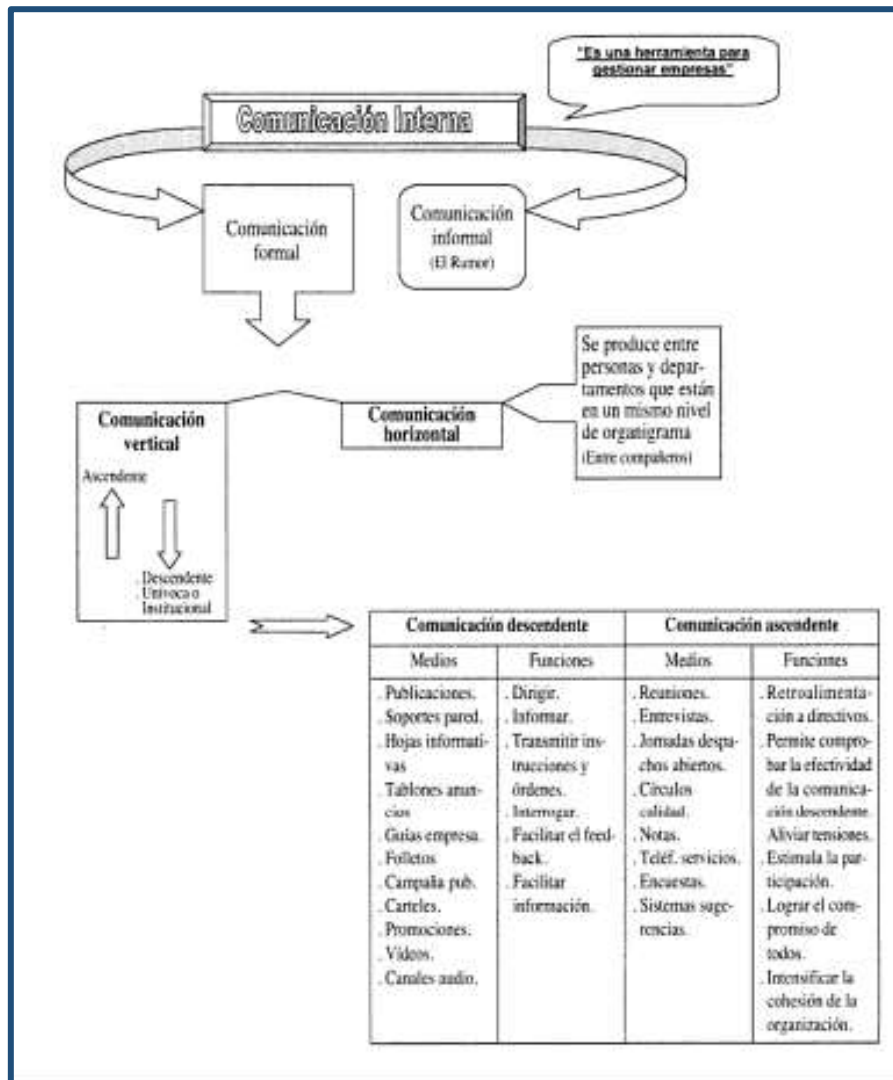 "Es una herramienta para
gestionar empresas"
Comunicación Interna
Comunicación
formal
Comunicación
informal
(El Rumor)
Se produce entre
personas y depar-
tamentos que están
en un mismo nivel
de organigrama
(Entre compañeros)
Comunicación
vertical
Ascendente
. Descendente
. Unívoca o
Institucional
Comunicación
horizontal
Comunicación descendente
Comunicación ascendente
Medios
Funciones
Medios
Funciones
. Publicaciones.
. Soportes pared.
. Hojas informati-
vas
. Tablones anun-
cios
. Guías empresa.
. Folletos
. Campaña pub.
. Carteles.
. Promociones.
. Vídeos.
. Canales audio.
. Dirigir.
. Informar.
. Transmitir ins-
trucciones y
órdenes.
. Interrogar.
. Facilitar el feed-
back.
. Facilitar
información.
. Reuniones.
. Entrevistas.
. Jornadas despa-
chos abiertos.
. Círculos
calidad.
. Notas.
. Teléf. servicios.
. Encuestas.
. Sistemas suge-
rencias.
. Retroalimenta-
ción a directivos.
. Permite compro-
bar la efectividad
de la comunica-
ción descendente.
Aliviar tensiones.
. Estimula la par-
ticipación.
. Lograr el com-
promiso de
todos.
. Intensificar la
cohesión de la
organización.